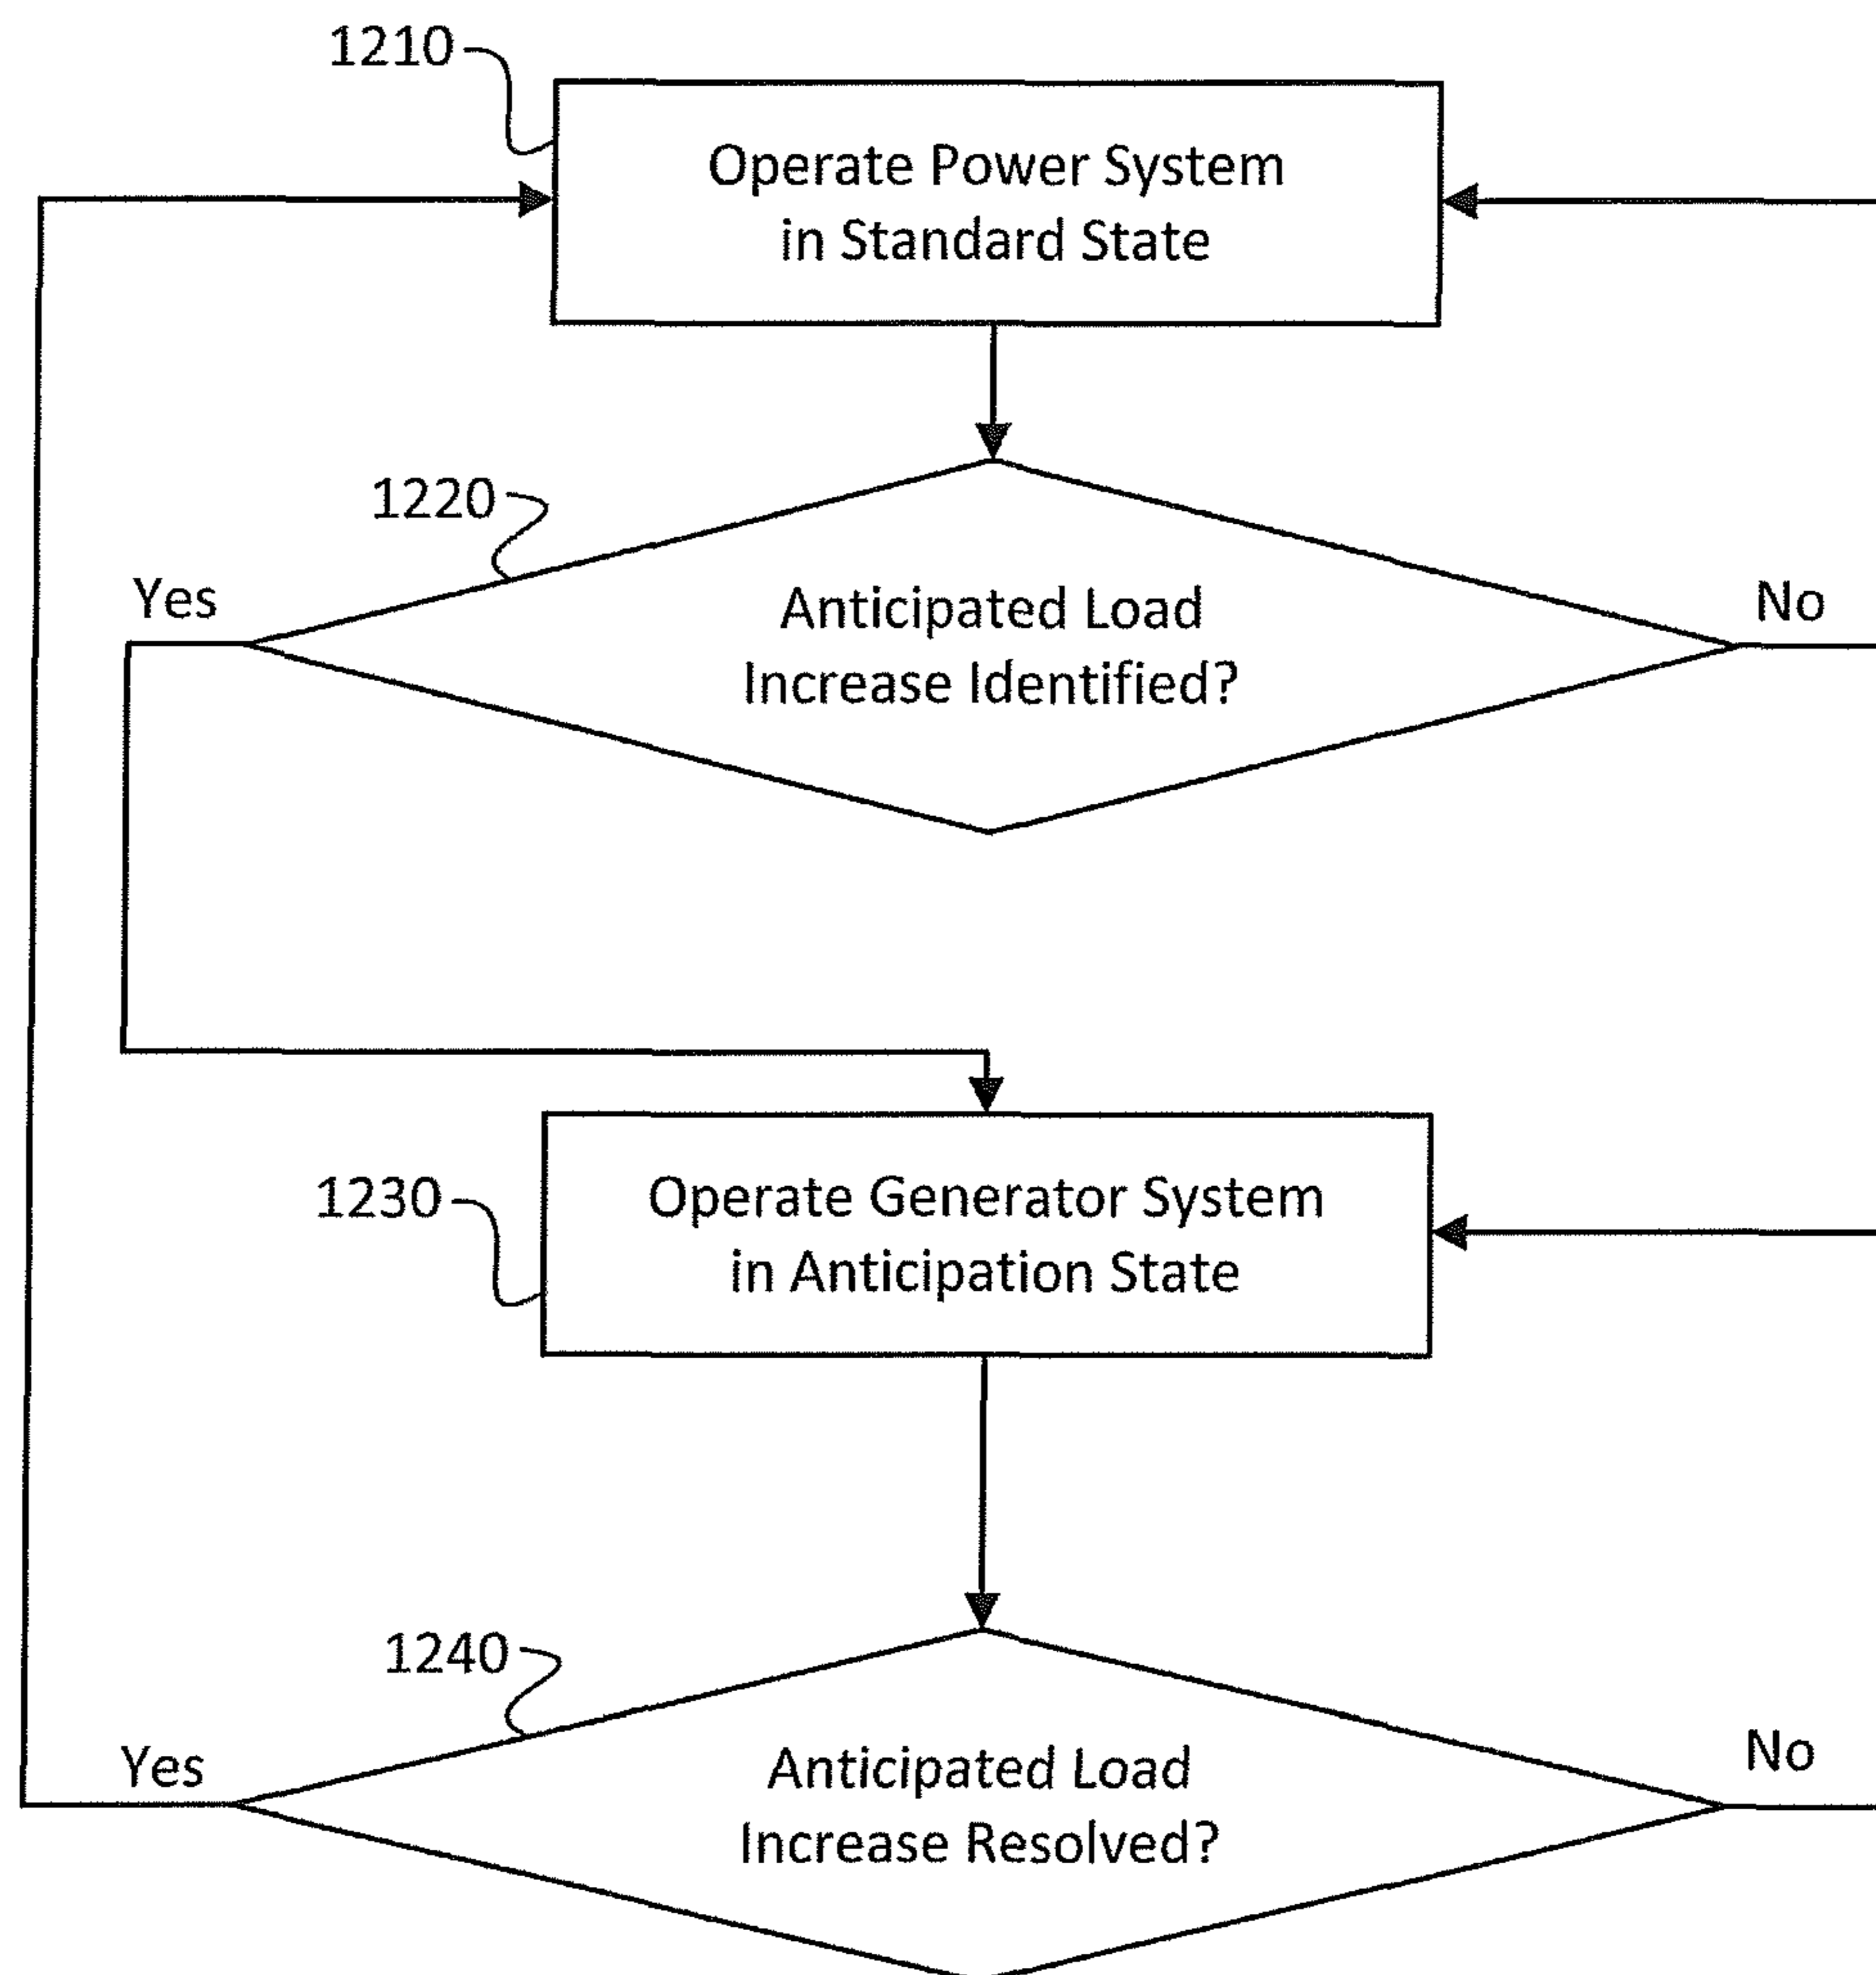 1210
Operate Power System
in Standard State
1220
Yes
Anticipated Load
Increase Identified?
No
1230
Operate Generator System
in Anticipation State
1240
Yes
Anticipated Load
Increase Resolved?
No